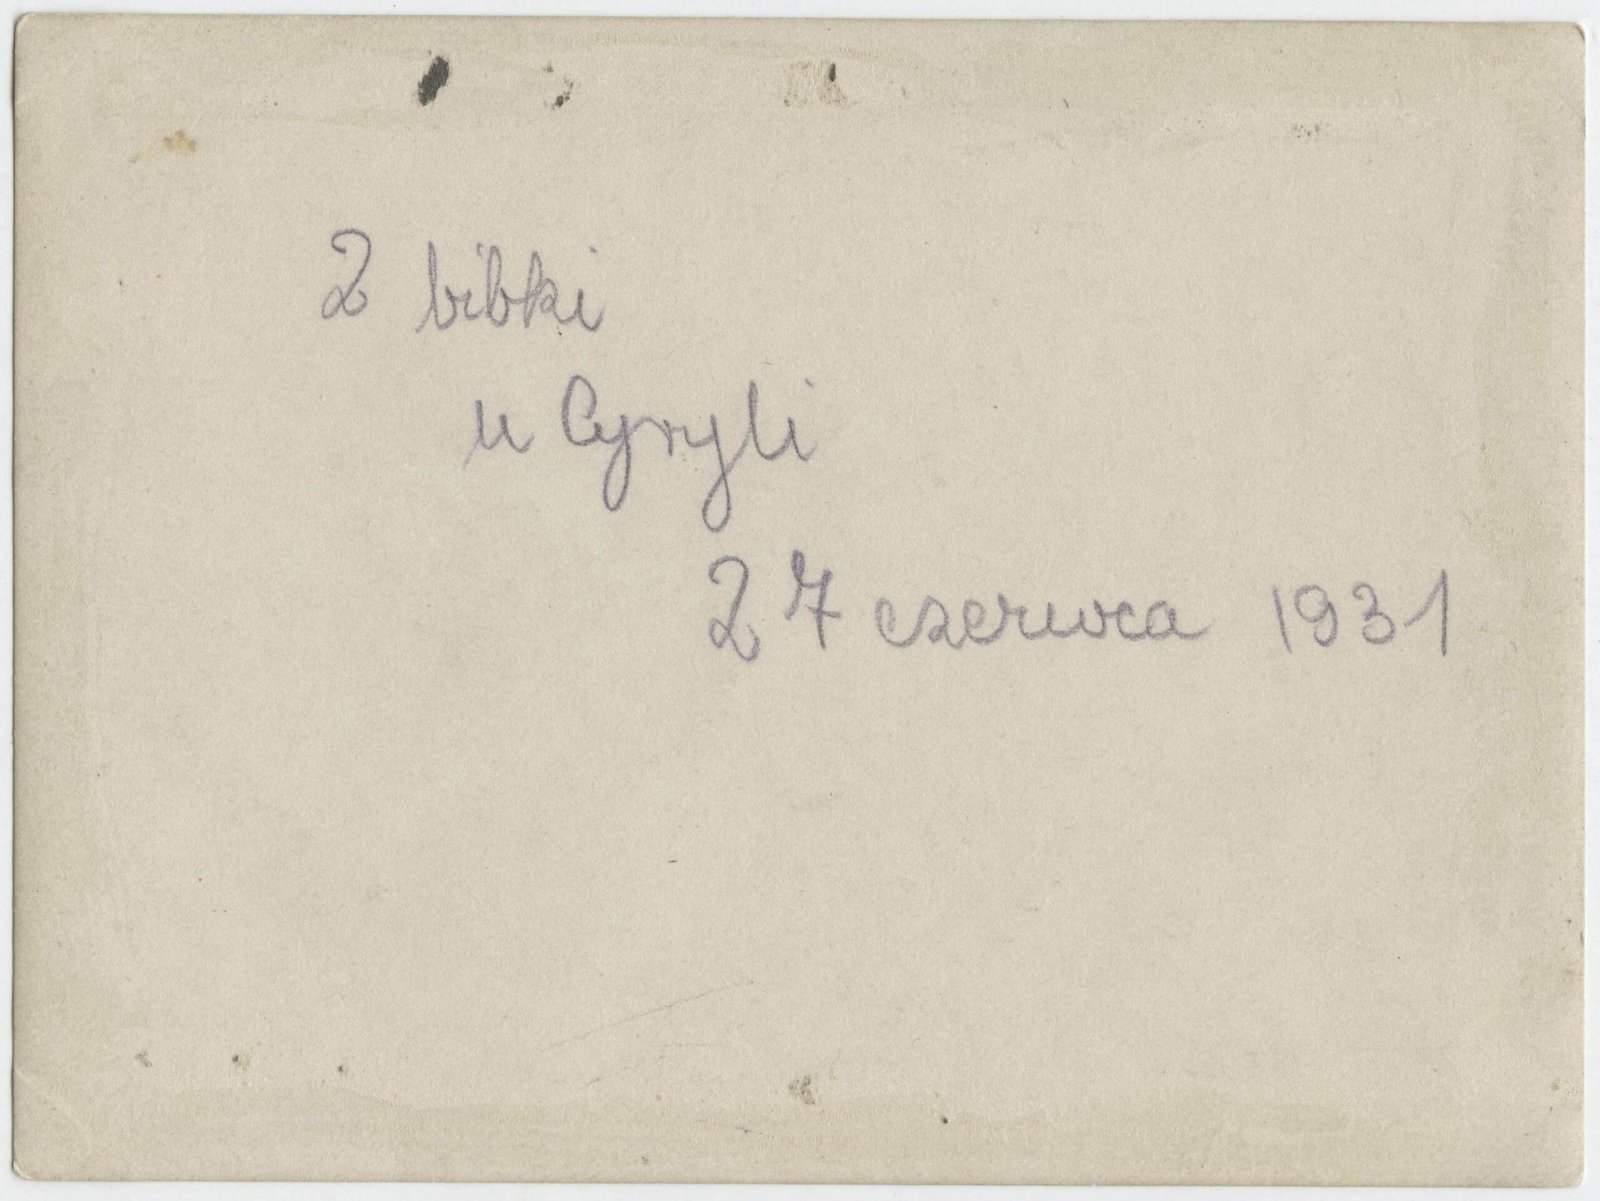 Z bibki
u Cyryli
27 czerwca 1931